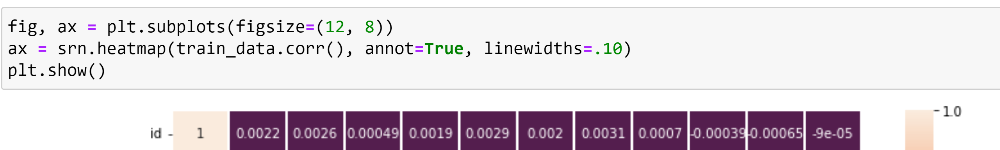 fig, ax = plt.subplots(figsize=(12, 8))
ax = srn.heatmap(train_data.corr(), annot=True, linewidths=.10)
plt.show()
1.0
id 1 0.0022 0.0026 0.00049 0.0019 0.0029 0.002 0.0031 0.0007 -0.00039 -0.00065 -9e-05